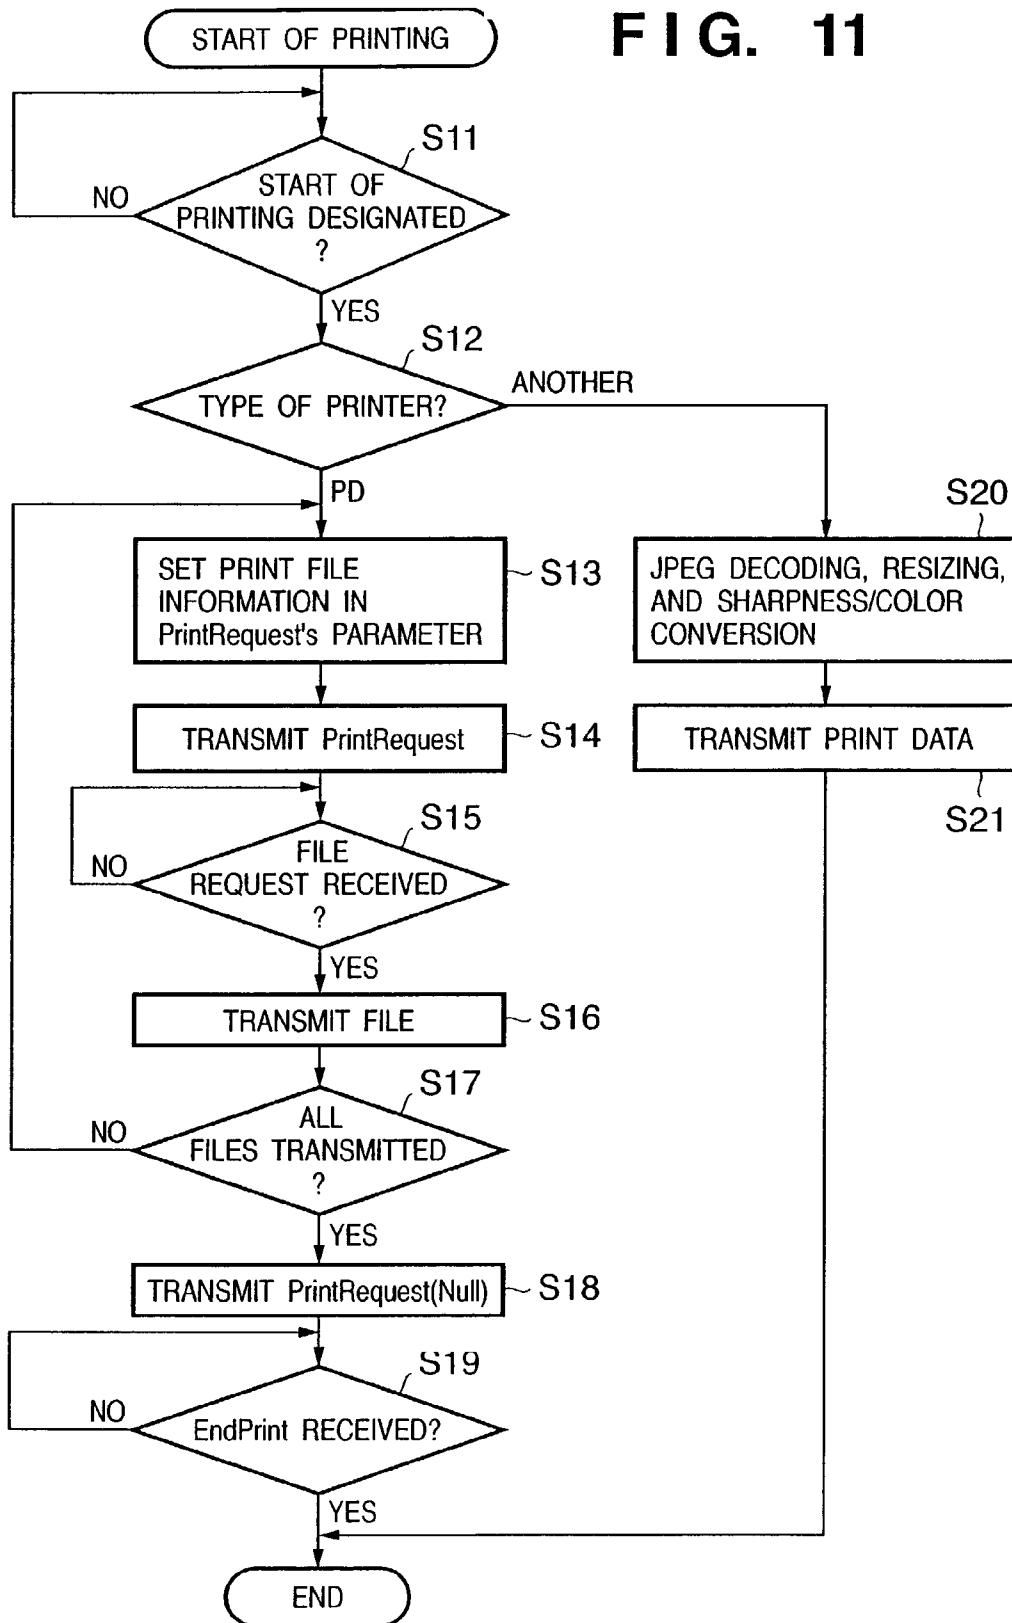 FIG. 11
START OF PRINTING
S11
START OF
PRINTING DESIGNATED
?
NO
YES
S12
TYPE OF PRINTER?
ANOTHER
PD
SET PRINT FILE
INFORMATION IN
PrintRequest's PARAMETER
S13
S20
JPEG DECODING, RESIZING,
AND SHARPNESS/COLOR
CONVERSION
TRANSMIT PrintRequest
S14
TRANSMIT PRINT DATA
S21
S15
FILE
REQUEST RECEIVED
?
NO
YES
TRANSMIT FILE
S16
S17
ALL
FILES TRANSMITTED
?
NO
YES
TRANSMIT PrintRequest(Null)
S18
S19
EndPrint RECEIVED?
NO
YES
END